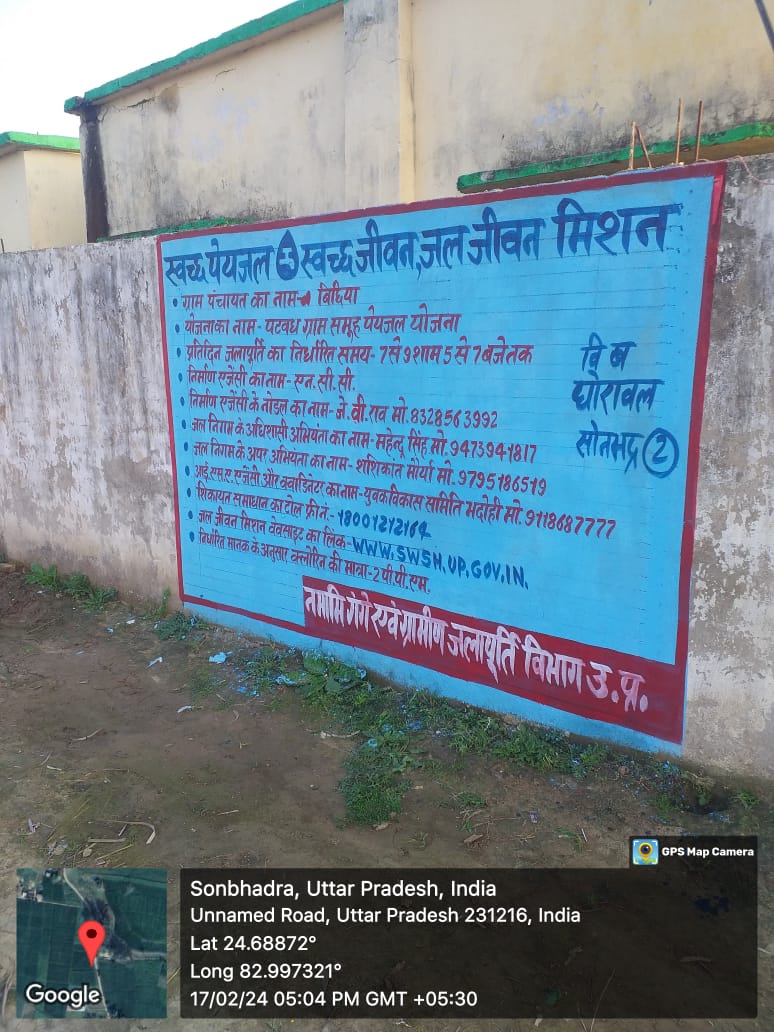 स्वच्छ पेयजल स्वच्छ जीवन, जल जीवन मिशन
ग्राम पंचायत का नाम- बिछिया
योजना का नाम- पटवध ग्राम समूह पेयजल योजना
प्रतिदिन जलापूर्ति का निर्धारित समय- 7 से 9 शाम 5 से 7 बजे तक
निर्माण एजेंसी का नाम- एन. सी. सी.
निर्माण एजेंसी के नोडल का नाम- जे. वी. राव मो. 8328563992
जल निगम के अधिशासी अभियंता का नाम- महेन्द्र सिंह मो. 9473941817
जल निगम के अपर अभियंता का नाम- शशिकांत मौर्या मो. 9795186519
आई. एस. ए. एजेंसी और क्वाडिनेटर का नाम- युवक विकास समिति भदोही मो. 9118687777
शिकायत समाधान का टोल फ्री नं.- 18001212164
जल जीवन मिशन वेवसाइट का लिंक- WWW.SWSM.UP.GOV.IN.
निर्धारित मानक के अनुसार क्लोरिन की मात्रा- 2 पी. पी. एम.
वि ख
घोरावल
सोनभद्र 2
नमामि गंगे एवं ग्रामीण जलापूर्ति विभाग उ. प्र.
GPS Map Camera
Sonbhadra, Uttar Pradesh, India
Unnamed Road, Uttar Pradesh 231216, India
Lat 24.68872°
Long 82.997321°
17/02/24 05:04 PM GMT +05:30
Google